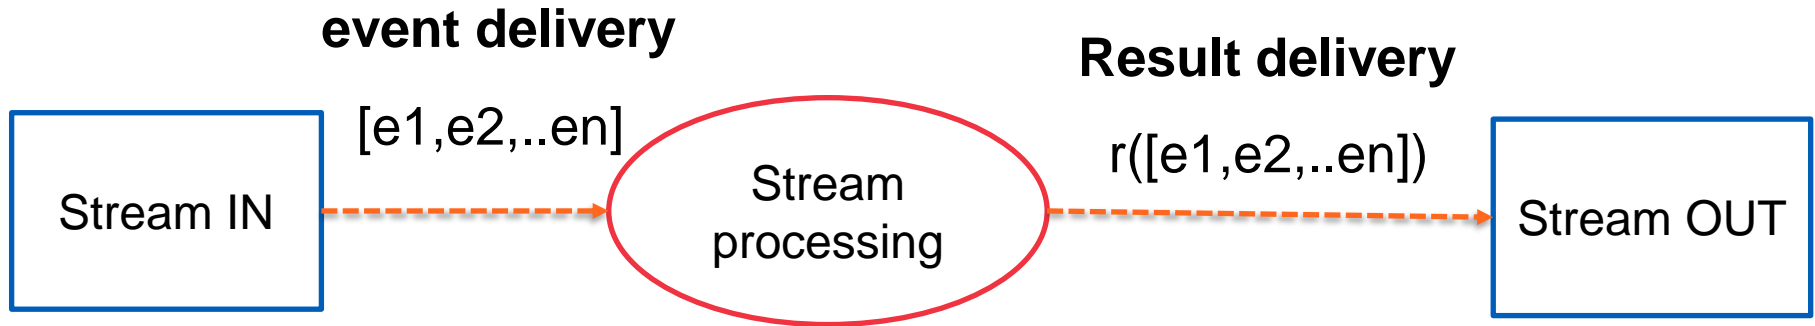 event delivery
Result delivery
[e1,e2,..en]
r([e1,e2,..en])
Stream IN
Stream
processing
Stream OUT